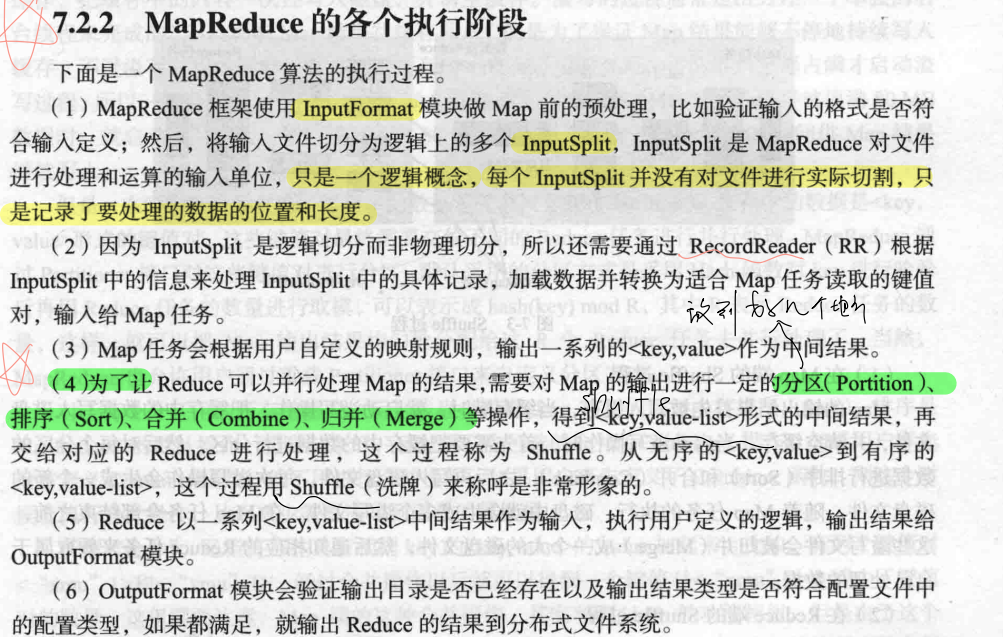 7.2.2 MapReduce 的各个执行阶段
下面是一个 MapReduce 算法的执行过程。
(1) MapReduce 框架使用 InputFormat 模块做 Map 前的预处理，比如验证输入的格式是否符
合输入定义；然后，将输入文件切分为逻辑上的多个 InputSplit，InputSplit 是 MapReduce 对文件
进行处理和运算的输入单位，只是一个逻辑概念，每个 InputSplit 并没有对文件进行实际切割，只
是记录了要处理的数据的位置和长度。
(2) 因为 InputSplit 是逻辑切分而非物理切分，所以还需要通过 RecordReader（RR）根据
InputSplit 中的信息来处理 InputSplit 中的具体记录，加载数据并转换为适合 Map 任务读取的键值
对，输入给 Map 任务。
(3) Map 任务会根据用户自定义的映射规则，输出一系列的<key,value>作为中间结果。
(4)为了让 Reduce 可以并行处理 Map 的结果,需要对 Map 的输出进行一定的分区(Partition)、
shuffle
排序（Sort）、合并（Combine）、归并（Merge）等操作，得到<key,value-list>形式的中间结果，再
交给对应的 Reduce 进行处理，这个过程称为 Shuffle。从无序的<key,value>到有序的
<key,value-list>，这个过程用 Shuffle（洗牌）来称呼是非常形象的。
(5) Reduce 以一系列<key,value-list>中间结果作为输入，执行用户定义的逻辑，输出结果给
OutputFormat 模块。
(6) OutputFormat 模块会验证输出目录是否已经存在以及输出结果类型是否符合配置文件中
的配置类型，如果都满足，就输出 Reduce 的结果到分布式文件系统。